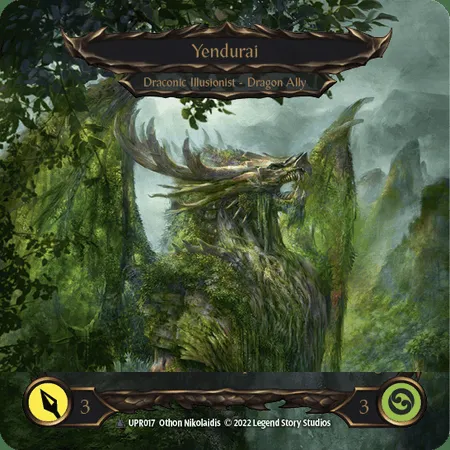 Yendurai
Draconic Illusionist - Dragon Ally
3 3
UPR017 Othon Nikolaidis © 2022 Legend Story Studios